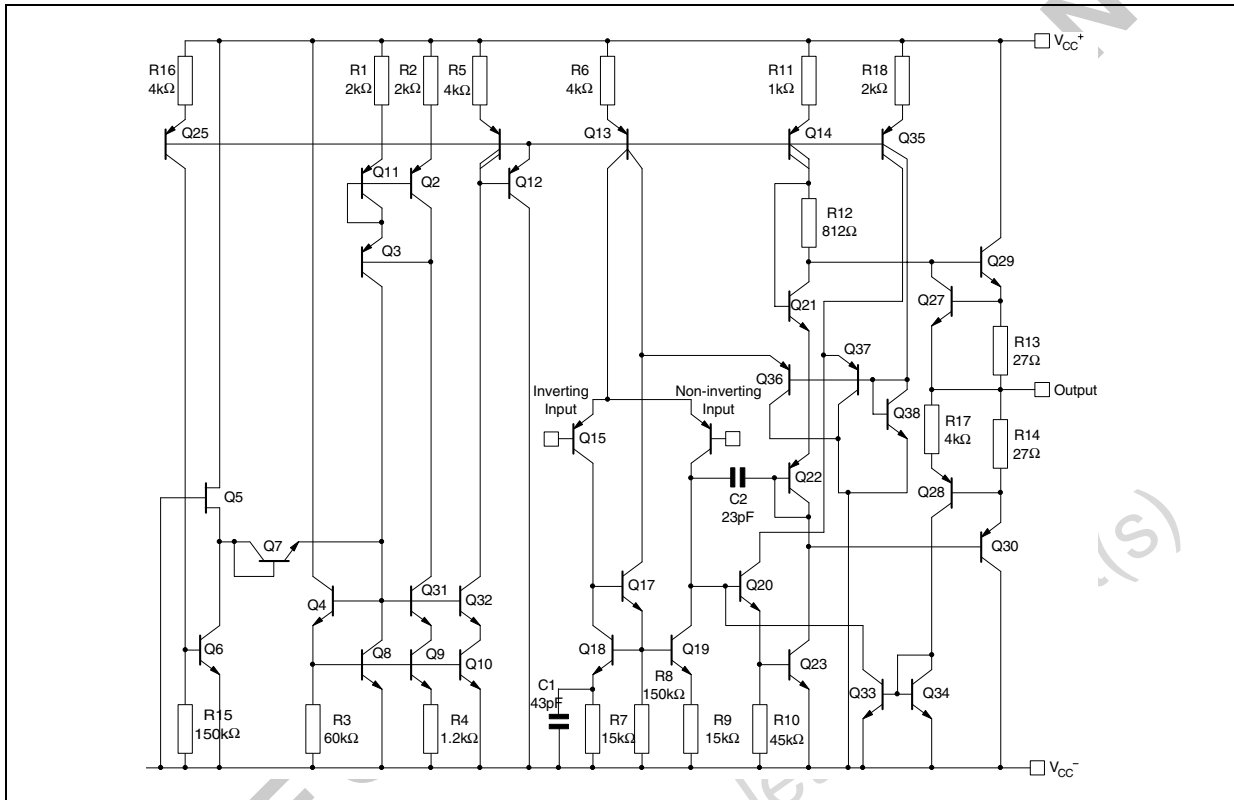 V_CC^+
R16
4kΩ
R1
2kΩ
R2
2kΩ
R5
4kΩ
R6
4kΩ
R11
1kΩ
R18
2kΩ
Q25
Q11
Q2
Q12
Q13
Q14
Q35
Q3
R12
812Ω
Q29
Q27
Q21
R13
27Ω
Q37
Q36
Inverting
Input
Non-inverting
Input
Output
Q38
R17
4kΩ
R14
27Ω
Q15
Q22
C2
23pF
Q28
Q5
Q7
Q30
Q4
Q31
Q32
Q17
Q20
Q6
Q8
Q9
Q10
Q18
Q19
Q23
C1
43pF
R8
150kΩ
Q33
Q34
R15
150kΩ
R3
60kΩ
R4
1.2kΩ
R7
15kΩ
R9
15kΩ
R10
45kΩ
V_CC^-
(s)
(s)